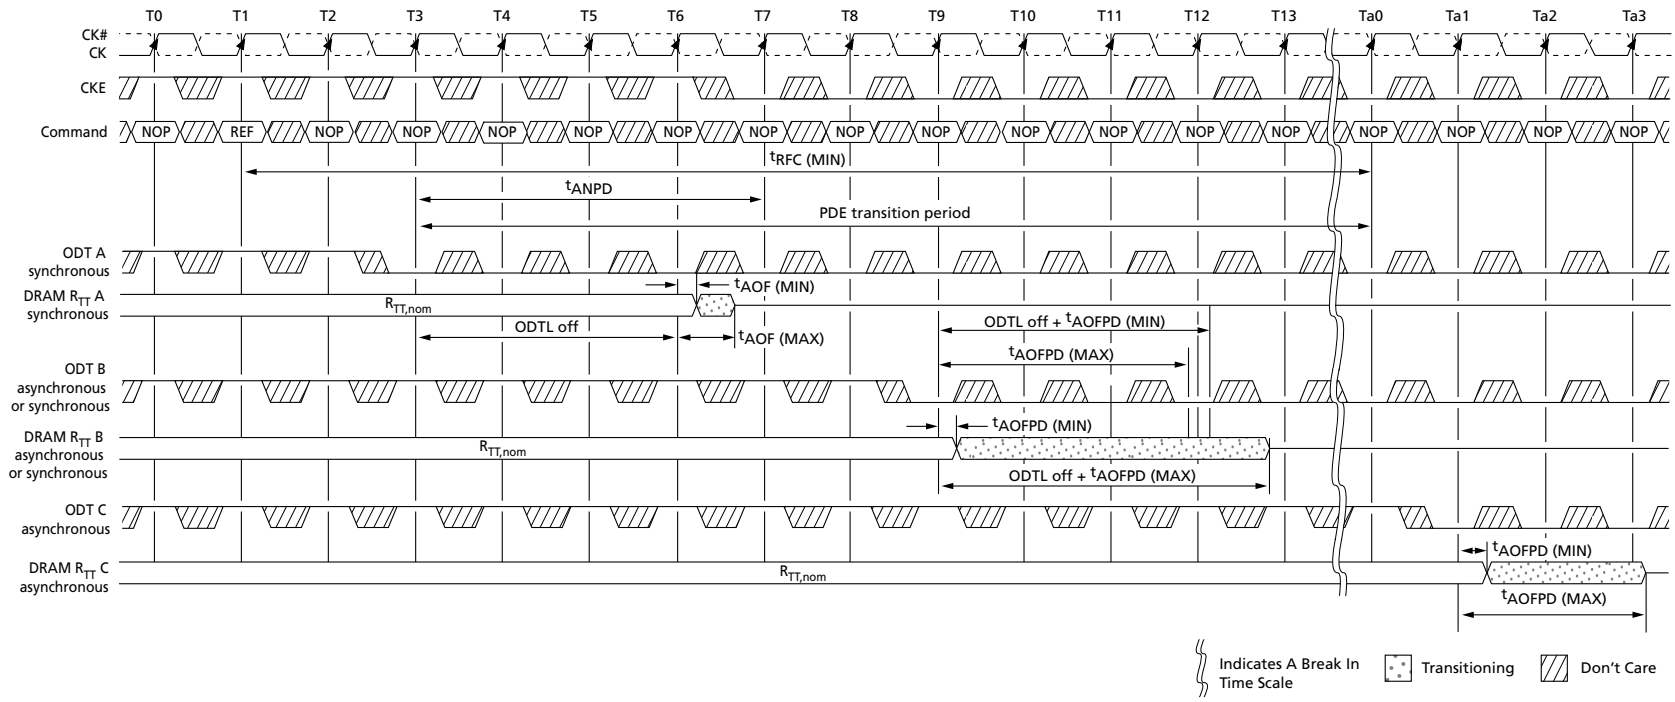 T0 T1 T2 T3 T4 T5 T6 T7 T8 T9 T10 T11 T12 T13 Ta0 Ta1 Ta2 Ta3
CK#
CK
CKE
Command NOP REF NOP NOP NOP NOP NOP NOP NOP NOP NOP NOP NOP NOP NOP NOP NOP NOP
tRFC (MIN)
tANPD
PDE transition period
ODT A
synchronous
tAOF (MIN)
DRAM RTT A
synchronous
RTT,nom
ODTL off
tAOF (MAX)
ODTL off + tAOFPD (MIN)
tAOFPD (MAX)
ODT B
asynchronous
or synchronous
tAOFPD (MIN)
DRAM RTT B
asynchronous
or synchronous
RTT,nom
ODTL off + tAOFPD (MAX)
ODT C
asynchronous
tAOFPD (MIN)
DRAM RTT C
asynchronous
RTT,nom
tAOFPD (MAX)
Indicates A Break In
Time Scale
Transitioning
Don't Care